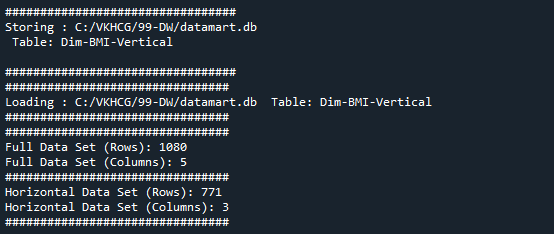 #################################
Storing : C:/VKHCG/99-DW/datamart.db
 Table: Dim-BMI-Vertical

#################################
################################
Loading : C:/VKHCG/99-DW/datamart.db  Table: Dim-BMI-Vertical
################################
################################
Full Data Set (Rows): 1080
Full Data Set (Columns): 5
################################
Horizontal Data Set (Rows): 771
Horizontal Data Set (Columns): 3
################################